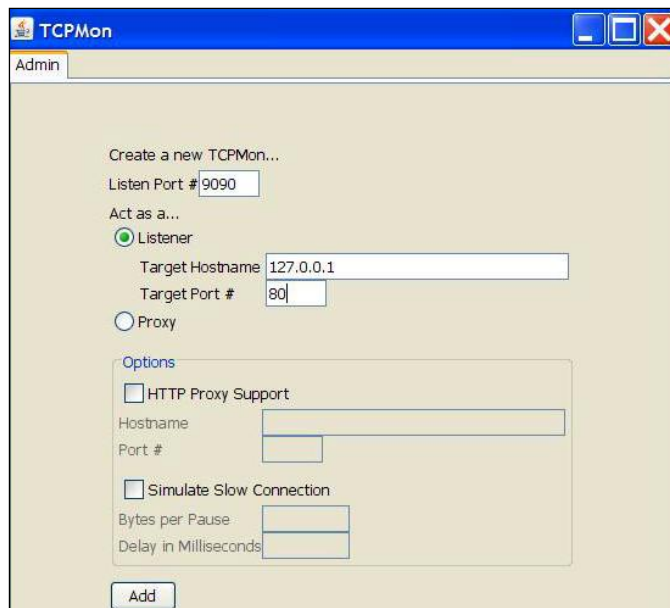 TCPMon
Admin
Create a new TCPMon...
Listen Port # 9090
Act as a...
Listener
Target Hostname 127.0.0.1
Target Port # 80
Proxy
Options
HTTP Proxy Support
Hostname
Port #
Simulate Slow Connection
Bytes per Pause
Delay in Milliseconds
Add